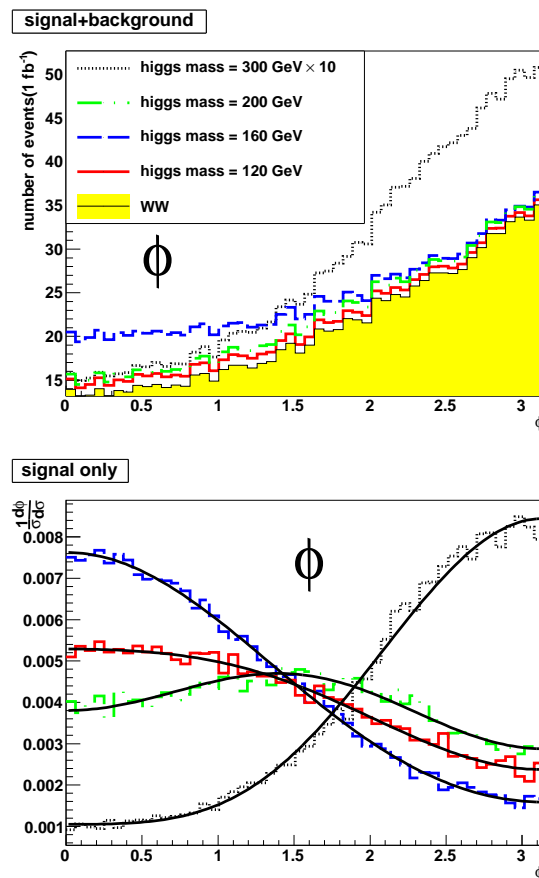 signal+background
number of events(1 fb⁻¹)
50
45
40
35
30
25
20
15
higgs mass = 300 GeV × 10
higgs mass = 200 GeV
higgs mass = 160 GeV
higgs mass = 120 GeV
WW
ϕ
0 0.5 1 1.5 2 2.5 3
ϕ
signal only
1 dϕ
σ dσ
0.008
0.007
0.006
0.005
0.004
0.003
0.002
0.001
ϕ
0 0.5 1 1.5 2 2.5 3
ϕ